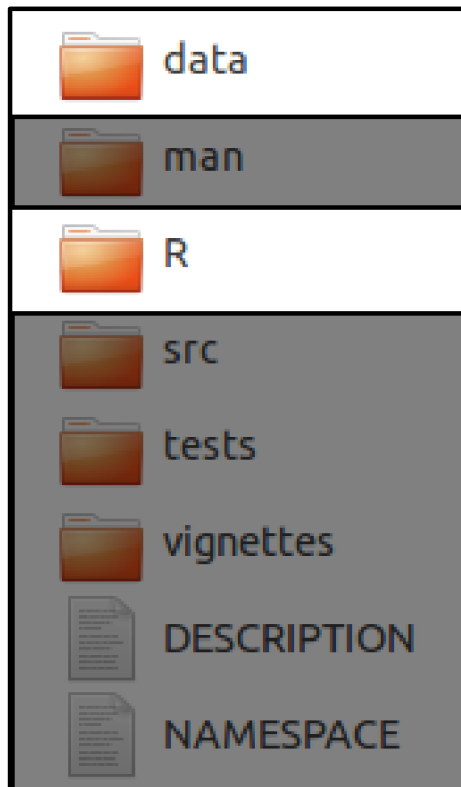 data
man
R
src
tests
vignettes
DESCRIPTION
NAMESPACE